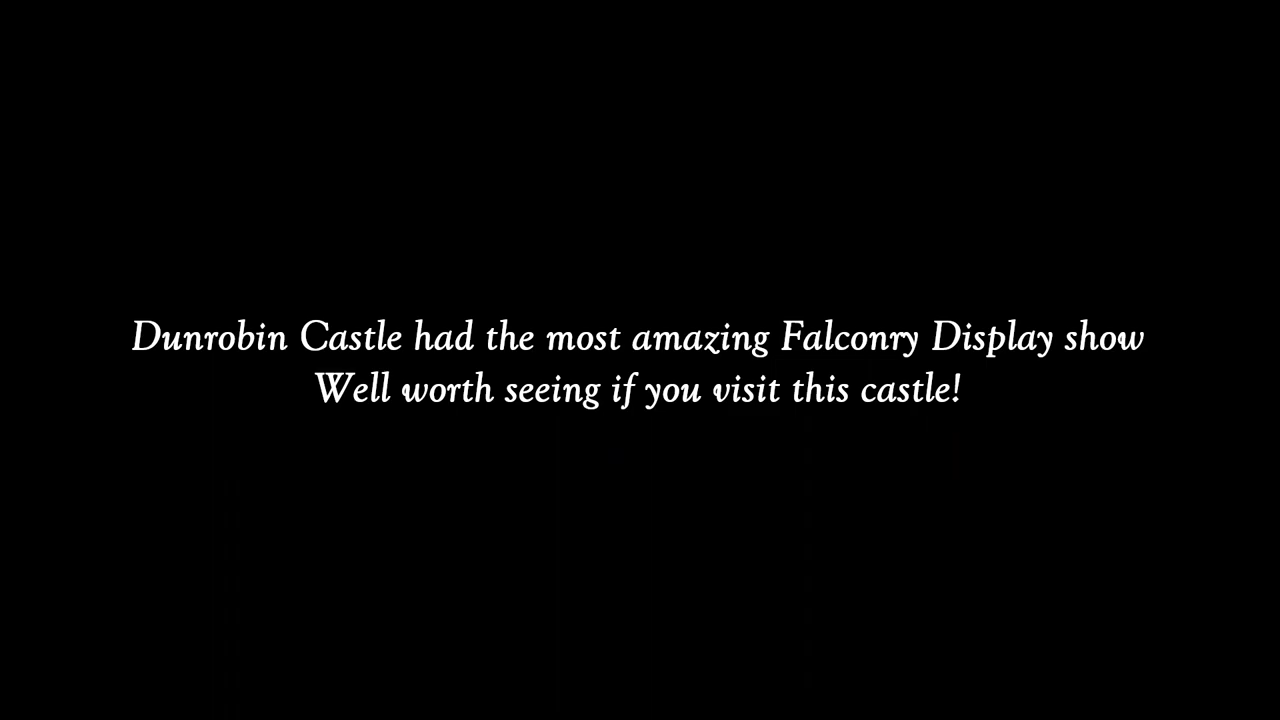 Dunrobin Castle had the most amazing Falconry Display show
Well worth seeing if you visit this castle!